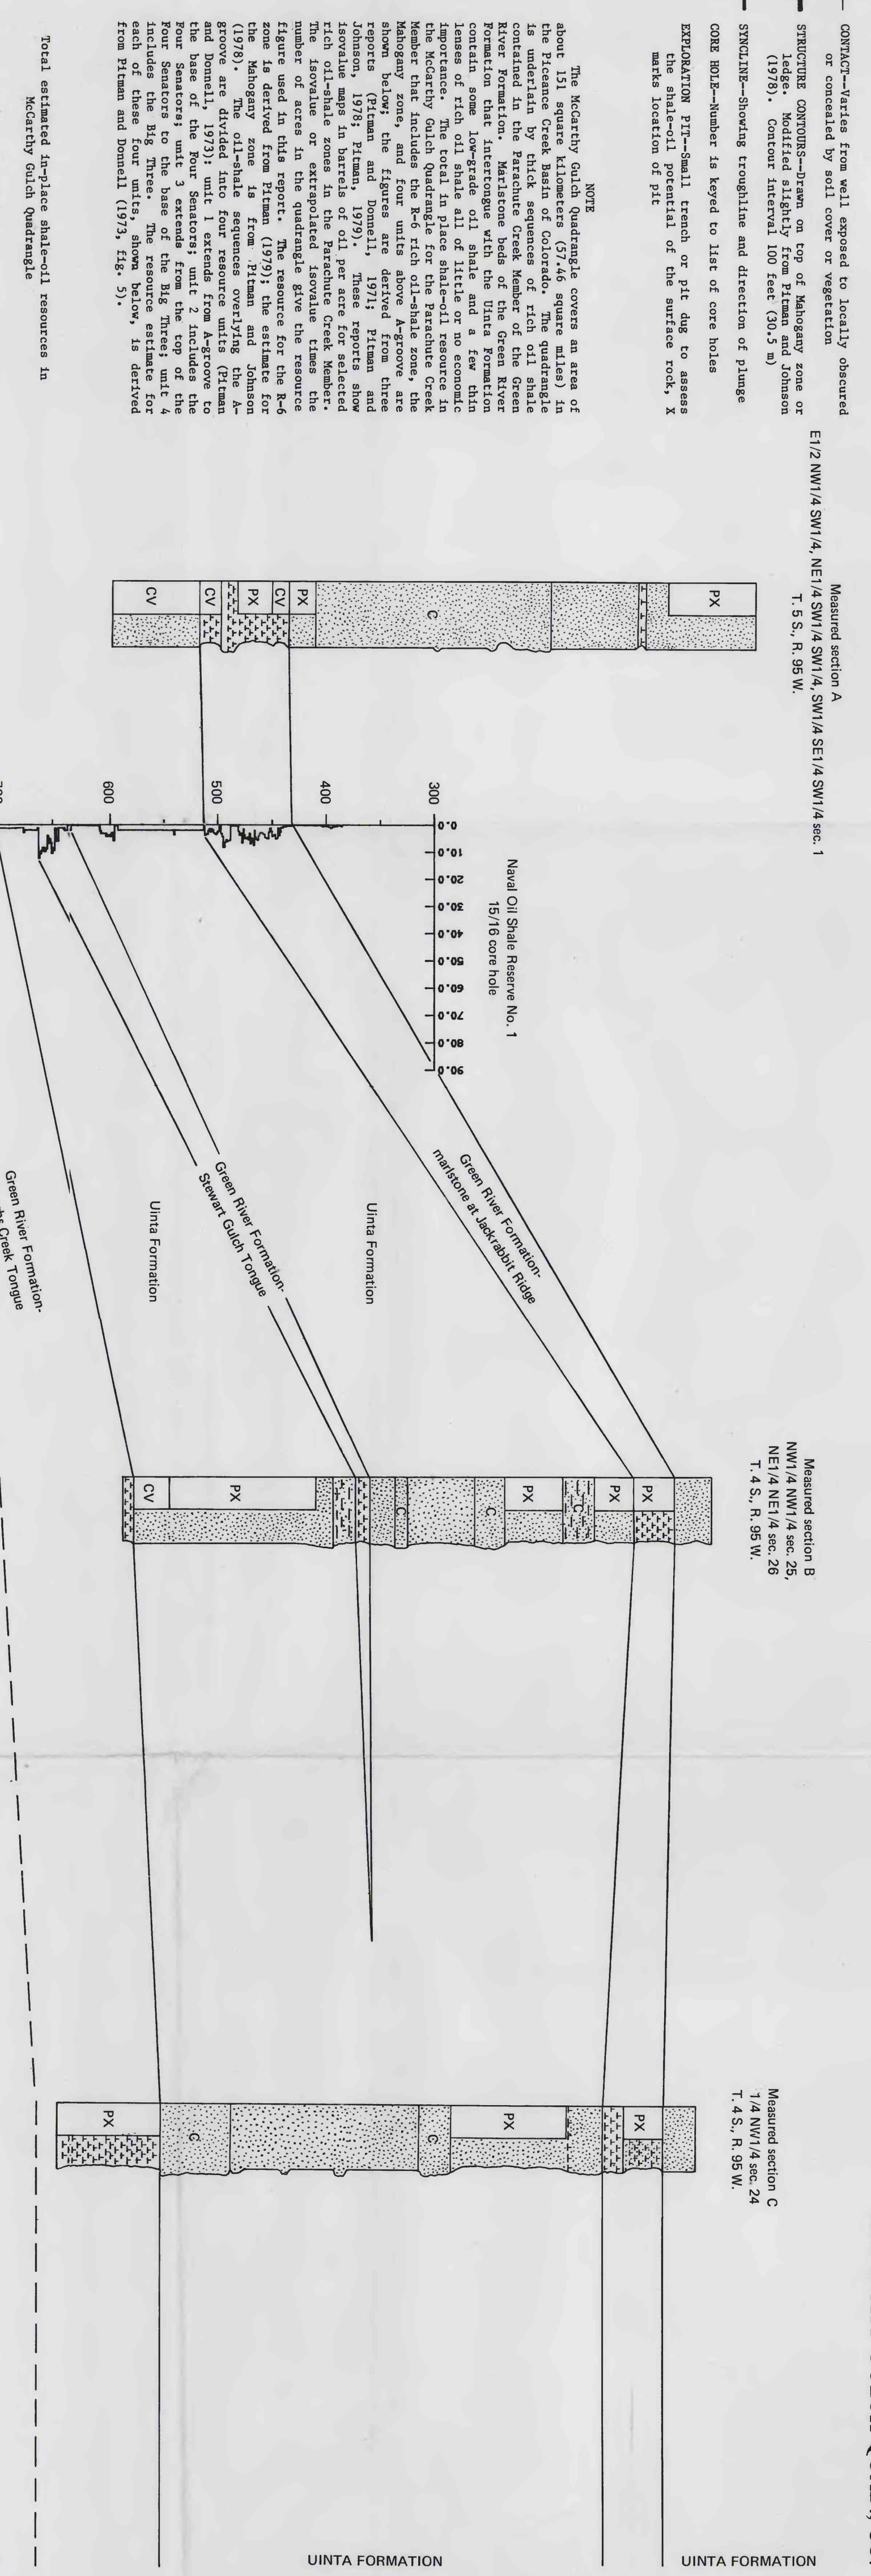 — CONTACT--Varies from well exposed to locally obscured
or concealed by soil cover or vegetation
STRUCTURE CONTOURS--Drawn on top of Mahogany zone or
ledge. Modified slightly from Pitman and Johnson
(1978). Contour interval 100 feet (30.5 m)
SYNCLINE--Showing troughline and direction of plunge
CORE HOLE--Number is keyed to list of core holes
EXPLORATION PIT--Small trench or pit dug to assess
the shale-oil potential of the surface rock, X
marks location of pit
NOTE
The McCarthy Gulch Quadrangle covers an area of
about 151 square kilometers (57.46 square miles) in
the Piceance Creek Basin of Colorado. The quadrangle
is underlain by thick sequences of rich oil shale
contained in the Parachute Creek Member of the Green
River Formation. Marlstone beds of the Green River
Formation that intertongue with the Uinta Formation
contain some low-grade oil shale and a few thin
lenses of rich oil shale all of little or no economic
importance. The total in place shale-oil resource in
the McCarthy Gulch Quadrangle for the Parachute Creek
Member that includes the R-6 rich oil-shale zone, the
Mahogany zone, and four units above A-groove are
shown below; the figures are derived from three
reports (Pitman and Donnell, 1971; Pitman and
Johnson, 1978; Pitman, 1979). These reports show
isovalue maps in barrels of oil per acre for selected
rich oil-shale zones in the Parachute Creek Member.
The isovalue or extrapolated isovalue times the
number of acres in the quadrangle give the resource
figure used in this report. The resource for the R-6
zone is derived from Pitman (1979); the estimate for
the Mahogany zone is from Pitman and Johnson
(1978). The oil-shale sequences overlying the A-
groove are divided into four resource units (Pitman
and Donnell, 1973); unit 1 extends from A-groove to
the base of the Four Senators; unit 2 includes the
Four Senators to the base of the Big Three; unit 4
Four Senators; unit 3 extends from the top of the
includes the Big Three. The resource estimate for
each of these four units, shown below, is derived
from Pitman and Donnell (1973, fig. 5).
Total estimated in-place shale-oil resources in
McCarthy Gulch Quadrangle
Measured section A
E1/2 NW1/4 SW1/4, NE1/4 SW1/4 SW1/4, SW1/4 SE1/4 SW1/4 sec. 1
T. 5 S., R. 95 W.
PX
C
PX
CV
PX
CV
CV
Naval Oil Shale Reserve No. 1
15/16 core hole
0.0 10.0 20.0 30.0 40.0 50.0 60.0 70.0 80.0 90.0
300
400
500
600
Green River Formation-
marlstone at Jackrabbit Ridge
Uinta Formation
Green River Formation-
Stewart Gulch Tongue
Uinta Formation
Green River Formation-
Creek Tongue
Measured section B
NW1/4 NW1/4 sec. 25,
NE1/4 NE1/4 sec. 26
T. 4 S., R. 95 W.
PX
PX
C
PX
C
C
PX
CV
Measured section C
1/4 NW1/4 sec. 24
T. 4 S., R. 95 W.
PX
PX
C
C
PX
UINTA FORMATION
UINTA FORMATION